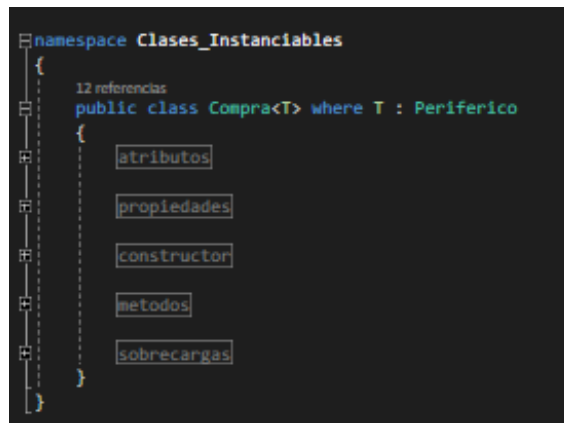 namespace Clases_Instanciables
{
12 referencias
public class Compra<T> where T : Periferico
{
atributos
propiedades
constructor
metodos
sobrecargas
}
}